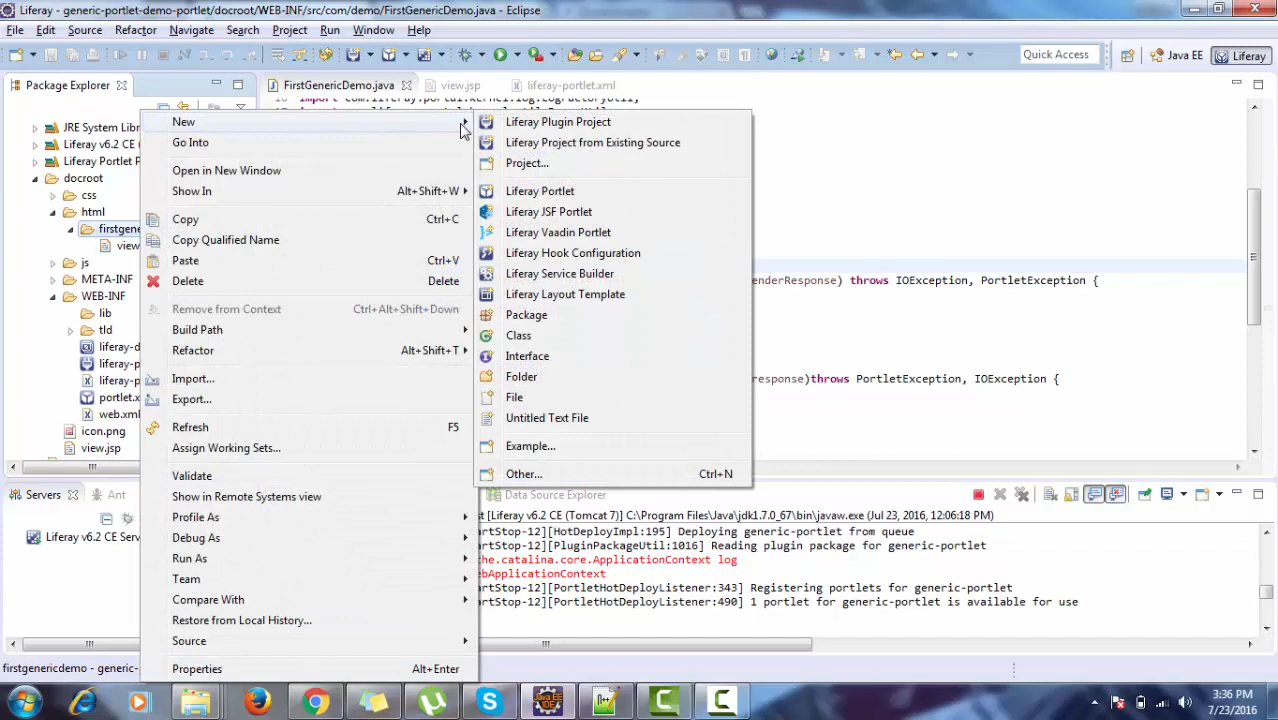 Liferay - generic-portlet-demo-portlet/docroot/WEB-INF/src/com/demo/FirstGenericDemo.java - Eclipse
File Edit Source Refactor Navigate Search Project Run Window Help
Quick Access Java EE Liferay
Package Explorer FirstGenericDemo.java view.jsp liferay-portlet.xml
import com.liferay.portal.kernel.log.LogFactoryUtil;
JRE System Libr
Liferay v6.2 CE
Liferay Portlet P
docroot
css
html
firstgene
view
js
META-INF
WEB-INF
lib
tld
liferay-d
liferay-p
liferay-p
portlet.x
web.xml
icon.png
view.jsp
New
Go Into
Open in New Window
Show In Alt+Shift+W
Copy Ctrl+C
Copy Qualified Name
Paste Ctrl+V
Delete Delete
Remove from Context Ctrl+Alt+Shift+Down
Build Path
Refactor Alt+Shift+T
Import...
Export...
Refresh F5
Assign Working Sets...
Validate
Show in Remote Systems view
Profile As
Debug As
Run As
Team
Compare With
Restore from Local History...
Source
Properties Alt+Enter
Liferay Plugin Project
Liferay Project from Existing Source
Project...
Liferay Portlet
Liferay JSF Portlet
Liferay Vaadin Portlet
Liferay Hook Configuration
Liferay Service Builder
Liferay Layout Template
Package
Class
Interface
Folder
File
Untitled Text File
Example...
Other... Ctrl+N
enderResponse) throws IOException, PortletException {
response)throws PortletException, IOException {
Servers Ant Data Source Explorer
Liferay v6.2 CE Serv
[Liferay v6.2 CE (Tomcat 7)] C:\Program Files\Java\jdk1.7.0_67\bin\javaw.exe (Jul 23, 2016, 12:06:18 PM)
artStop-12][HotDeployImpl:195] Deploying generic-portlet from queue
artStop-12][PluginPackageUtil:1016] Reading plugin package for generic-portlet
che.catalina.core.ApplicationContext log
ebApplicationContext
artStop-12][PortletHotDeployListener:343] Registering portlets for generic-portlet
artStop-12][PortletHotDeployListener:490] 1 portlet for generic-portlet is available for use
firstgenericdemo - generic-
3:36 PM
7/23/2016